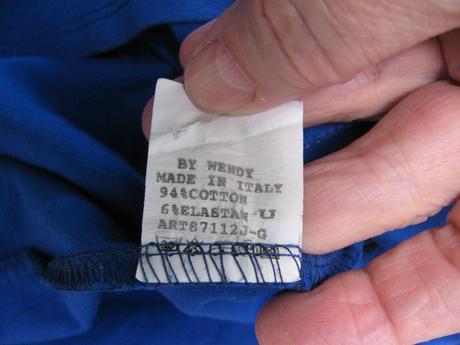 BY WENDY
MADE IN ITALY
94%COTTON
6%ELASTAN
ART87112J-G